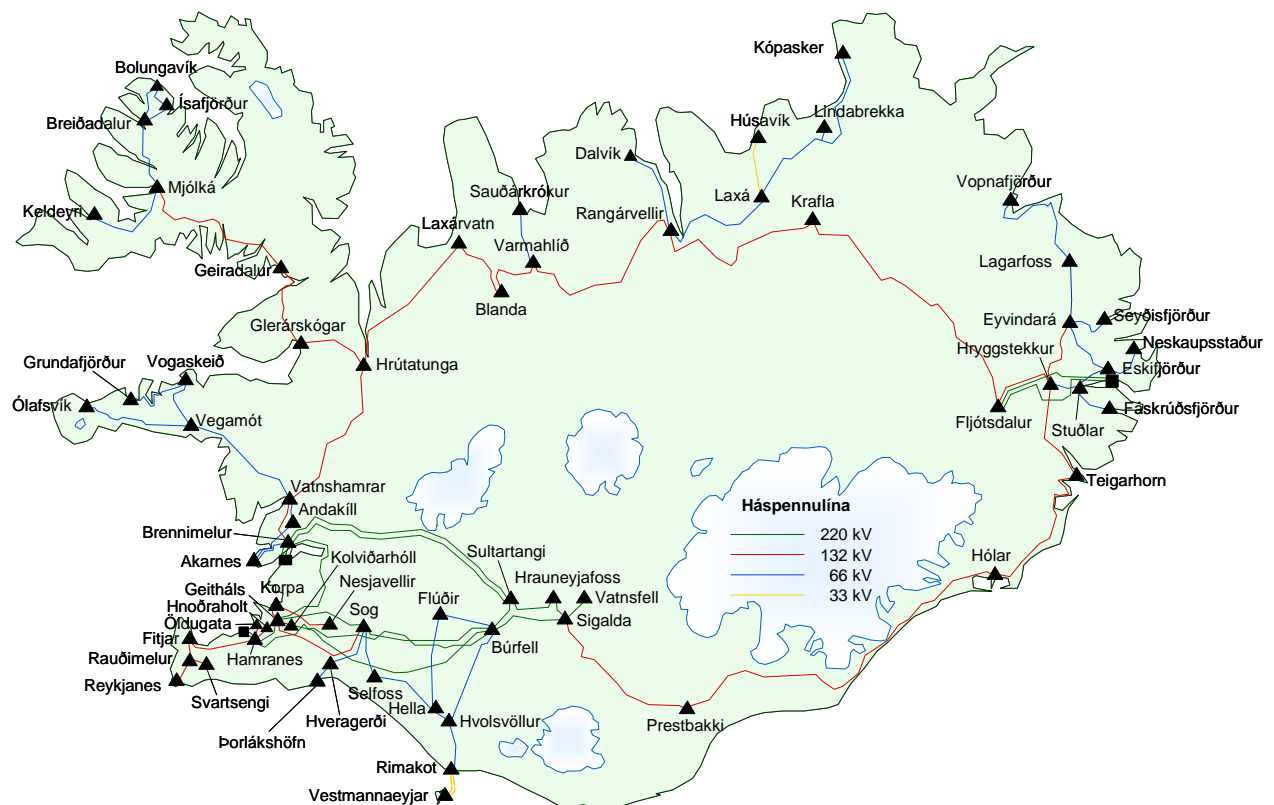 Kópasker
Bolungavík
Ísafjörður
Breiðadalur
Húsavík
Lindabrekka
Dalvík
Mjólká
Sauðárkrókur
Laxá
Krafla
Vopnafjörður
Keldeyri
Laxárvatn
Rangárvellir
Varmahlíð
Geiradalur
Lagarfoss
Blanda
Glerárskógar
Eyvindará
Seyðisfjörður
Neskaupsstaður
Hryggstekkur
Grundafjörður
Vogaskeið
Hrútatunga
Eskifjörður
Ólafsvík
Vegamót
Fljótsdalur
Fáskrúðsfjörður
Stuðlar
Teigarhorn
Vatnshamrar
Andakíll
Háspennulína
220 kV
132 kV
66 kV
33 kV
Brennimelur
Akarnes
Kolviðarhóll
Sultartangi
Hólar
Geitháls
Korpa
Nesjavellir
Hrauneyjafoss
Hnoðraholt
Flúðir
Vatnsfell
Öldugata
Sog
Sigalda
Fitjar
Búrfell
Hamranes
Rauðimelur
Reykjanes
Svartsengi
Selfoss
Hella
Hvolsvöllur
Prestbakki
Hveragerði
Þorlákshöfn
Rimakot
Vestmannaeyjar